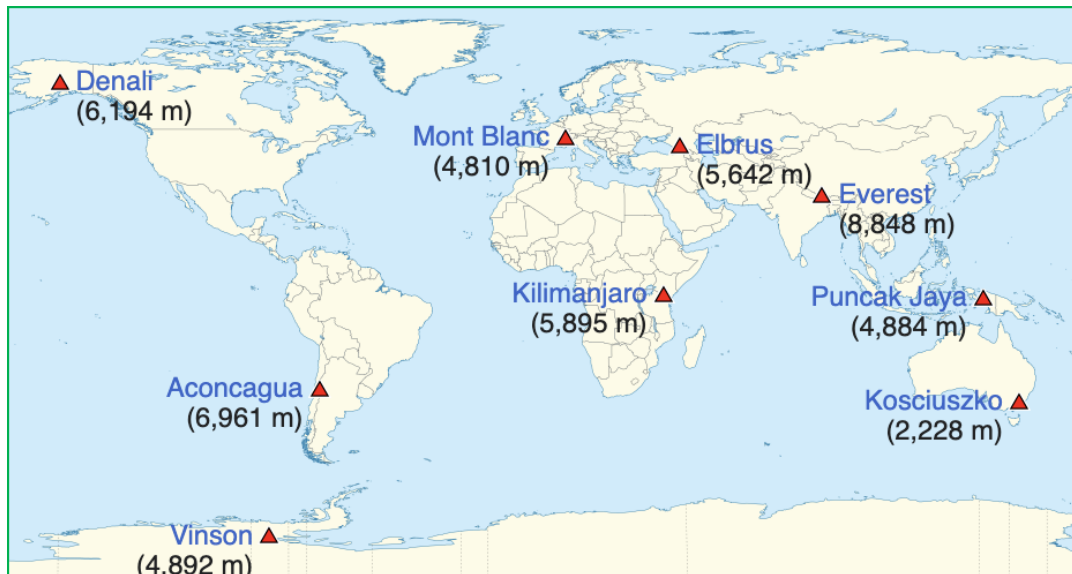 Denali
(6,194 m)
Mont Blanc
(4,810 m)
Elbrus
(5,642 m)
Everest
(8,848 m)
Kilimanjaro
(5,895 m)
Puncak Jaya
(4,884 m)
Aconcagua
(6,961 m)
Kosciuszko
(2,228 m)
Vinson
(4,892 m)